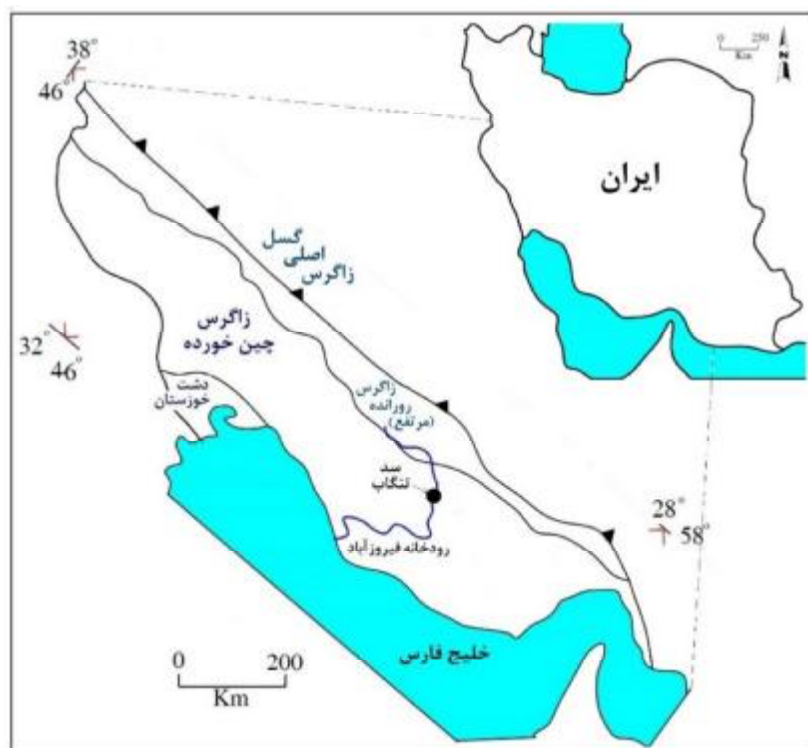 38°
46°
0 250
Km
N
ایران
گسل
اصلی
زاگرس
زاگرس
چین خورده
32°
46°
دشت
خوزستان
زاگرس
رورانده
(مرتفع)
سد
تنگاب
28°
58°
رودخانه فیروزآباد
خلیج فارس
0 200
Km